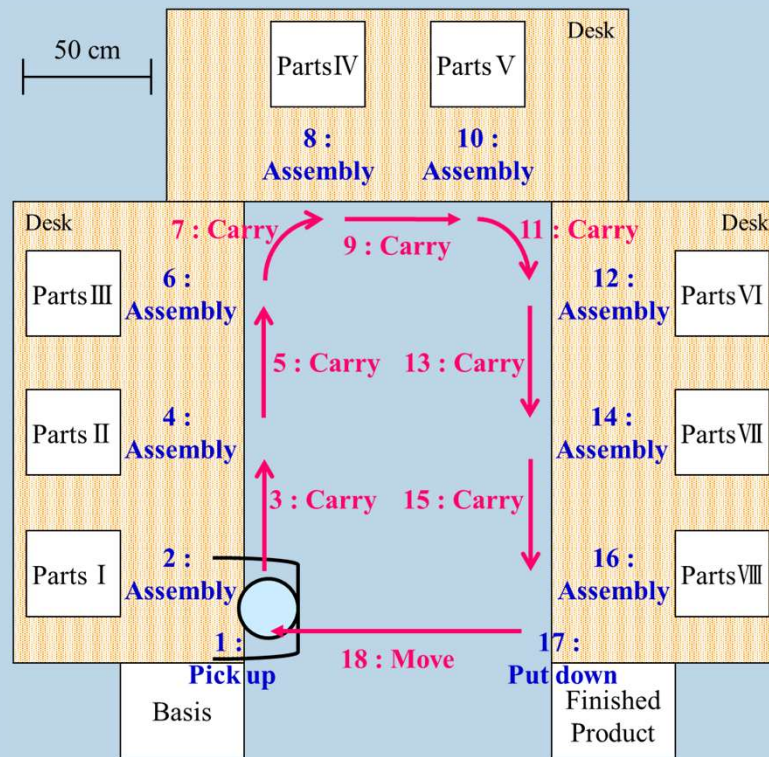 50 cm
Desk
Parts Ⅳ
Parts Ⅴ
8 :
Assembly
10 :
Assembly
Desk
7 : Carry
9 : Carry
11 : Carry
Desk
Parts Ⅲ
6 :
Assembly
12 :
Assembly
Parts Ⅵ
5 : Carry
13 : Carry
Parts Ⅱ
4 :
Assembly
14 :
Assembly
Parts Ⅶ
3 : Carry
15 : Carry
Parts Ⅰ
2 :
Assembly
16 :
Assembly
Parts Ⅷ
1 :
Pick up
18 : Move
17 :
Put down
Basis
Finished
Product